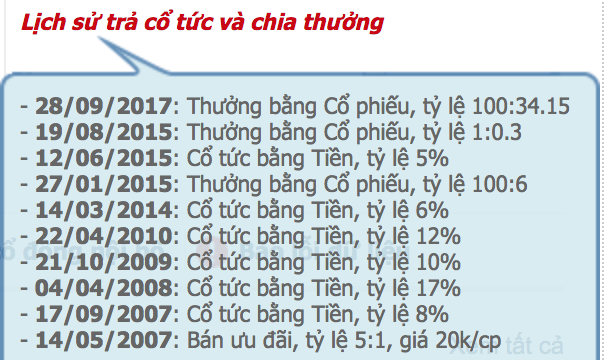 Lịch sử trả cổ tức và chia thưởng
- 28/09/2017: Thưởng bằng Cổ phiếu, tỷ lệ 100:34.15
- 19/08/2015: Thưởng bằng Cổ phiếu, tỷ lệ 1:0.3
- 12/06/2015: Cổ tức bằng Tiền, tỷ lệ 5%
- 27/01/2015: Thưởng bằng Cổ phiếu, tỷ lệ 100:6
- 14/03/2014: Cổ tức bằng Tiền, tỷ lệ 6%
- 22/04/2010: Cổ tức bằng Tiền, tỷ lệ 12%
- 21/10/2009: Cổ tức bằng Tiền, tỷ lệ 10%
- 04/04/2008: Cổ tức bằng Tiền, tỷ lệ 17%
- 17/09/2007: Cổ tức bằng Tiền, tỷ lệ 8%
- 14/05/2007: Bán ưu đãi, tỷ lệ 5:1, giá 20k/cp